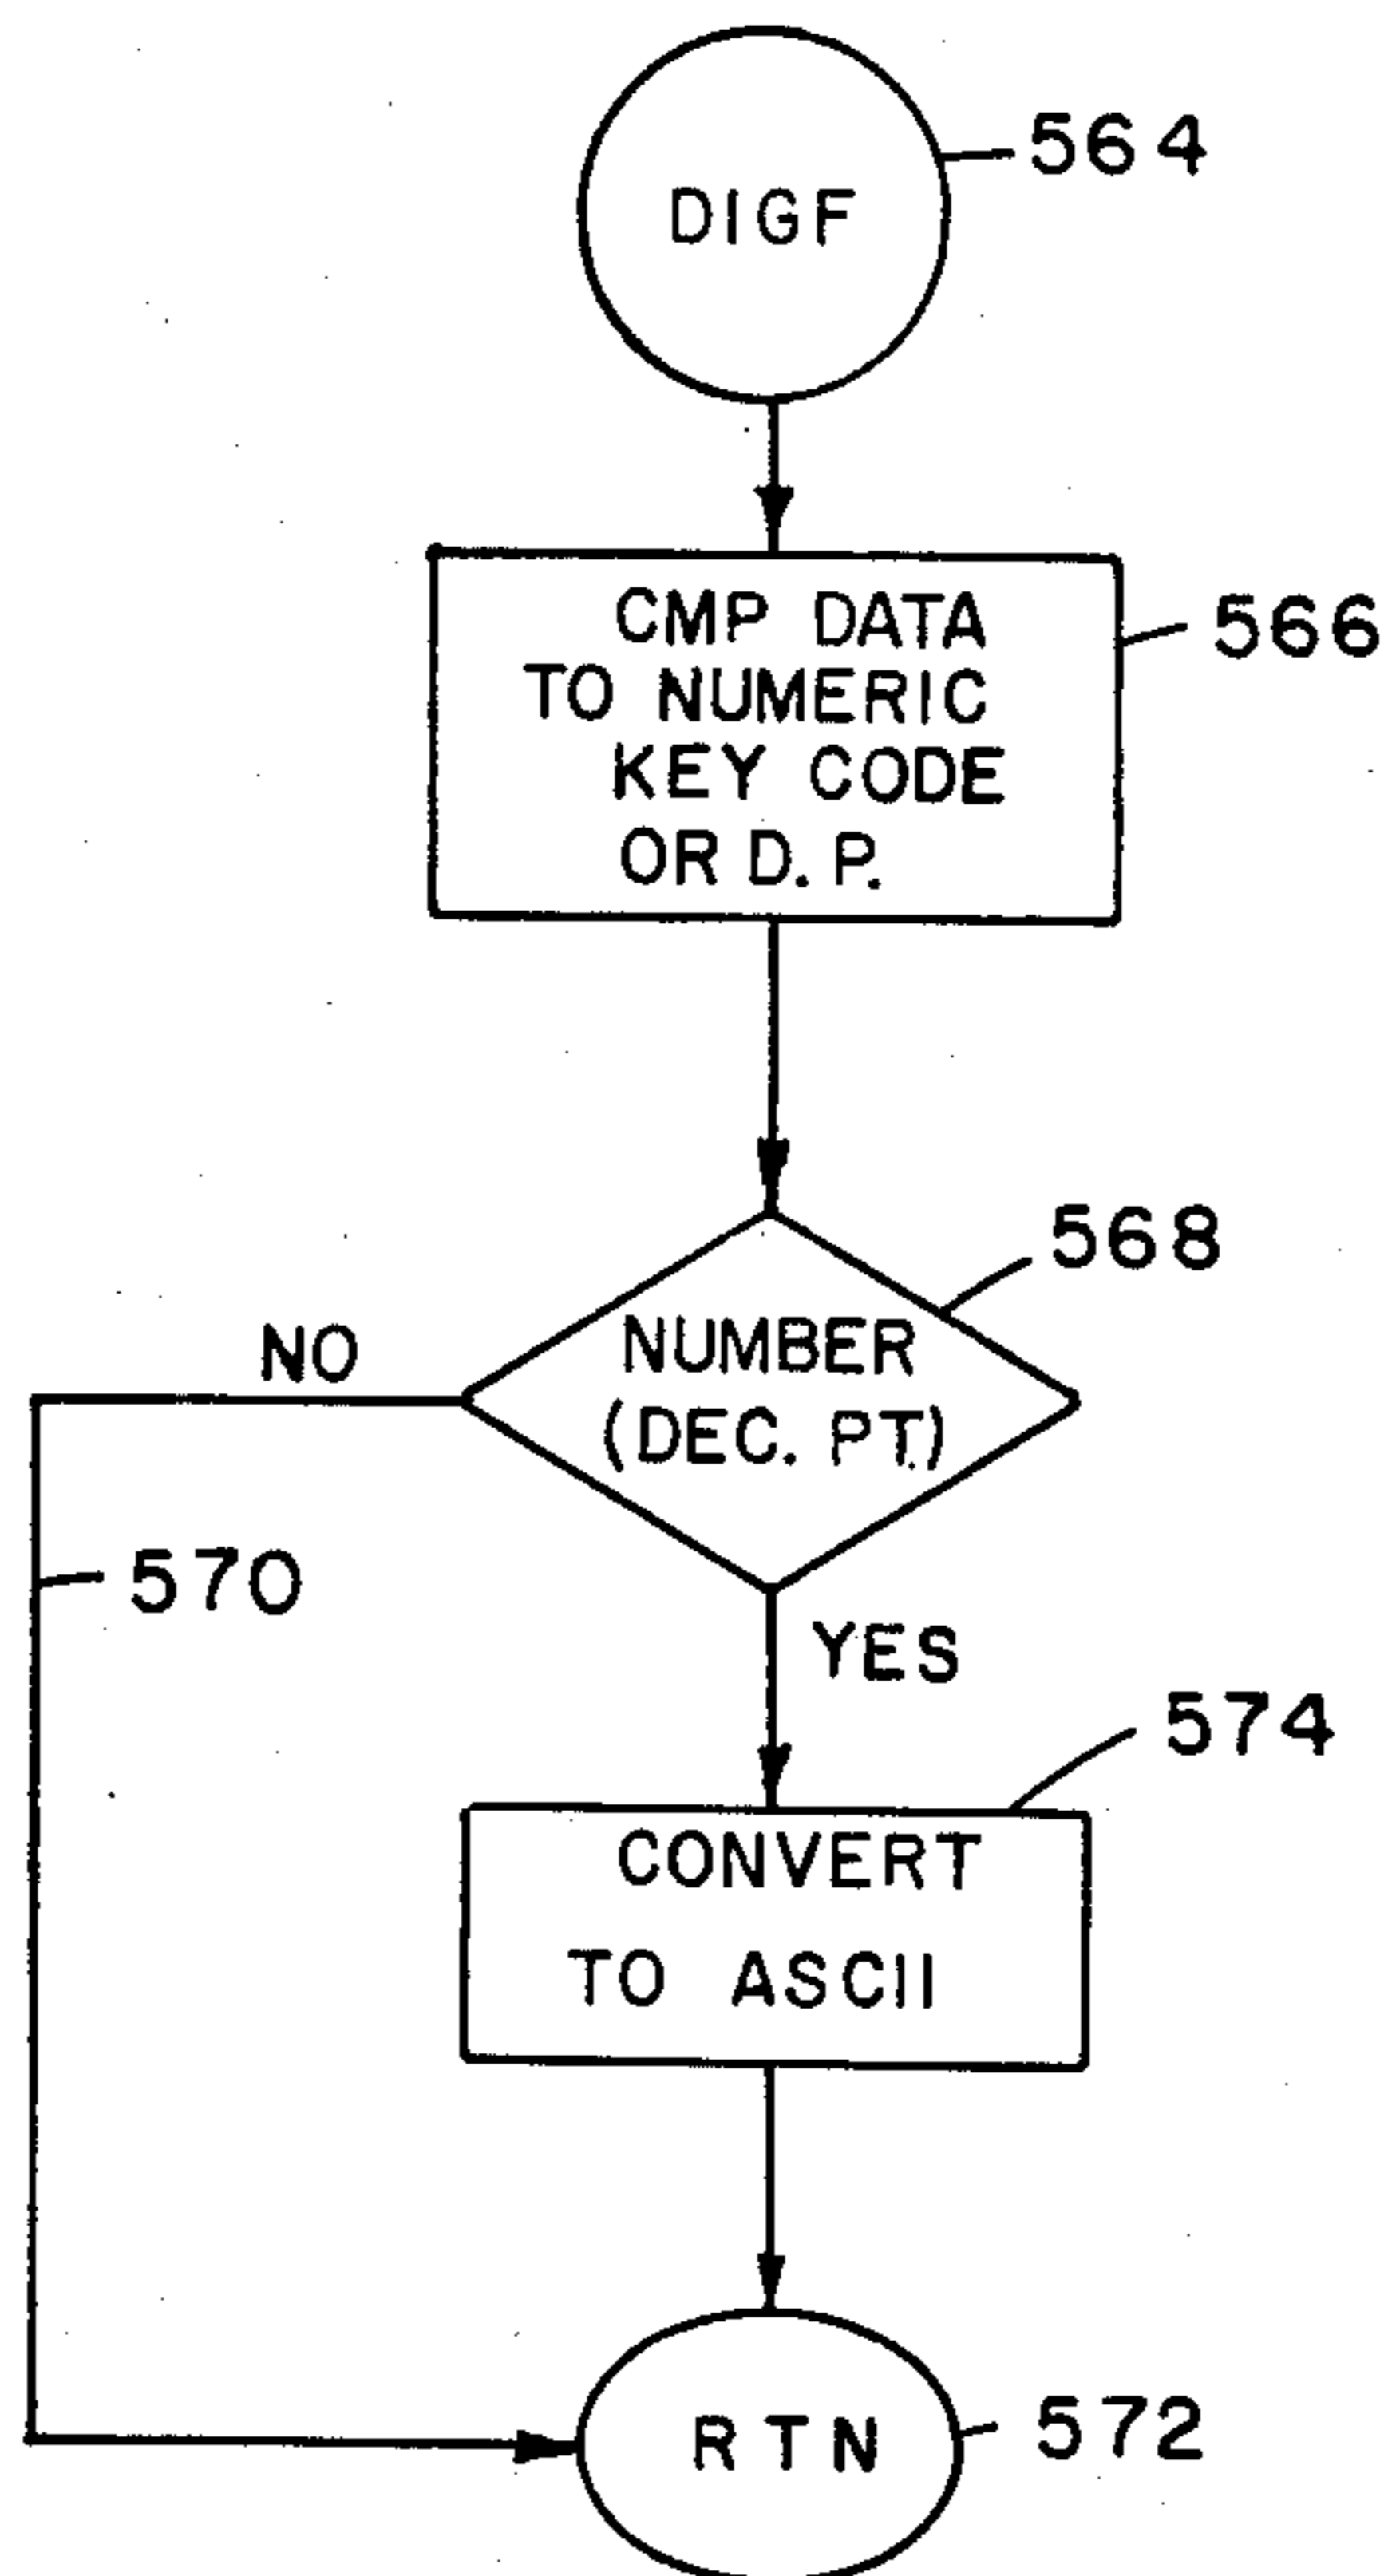 564
DIGF
CMP DATA
566
TO NUMERIC
KEY CODE
OR D. P.
568
NO
NUMBER
(DEC. PT.)
570
YES
574
CONVERT
TO ASCII
RTN
572